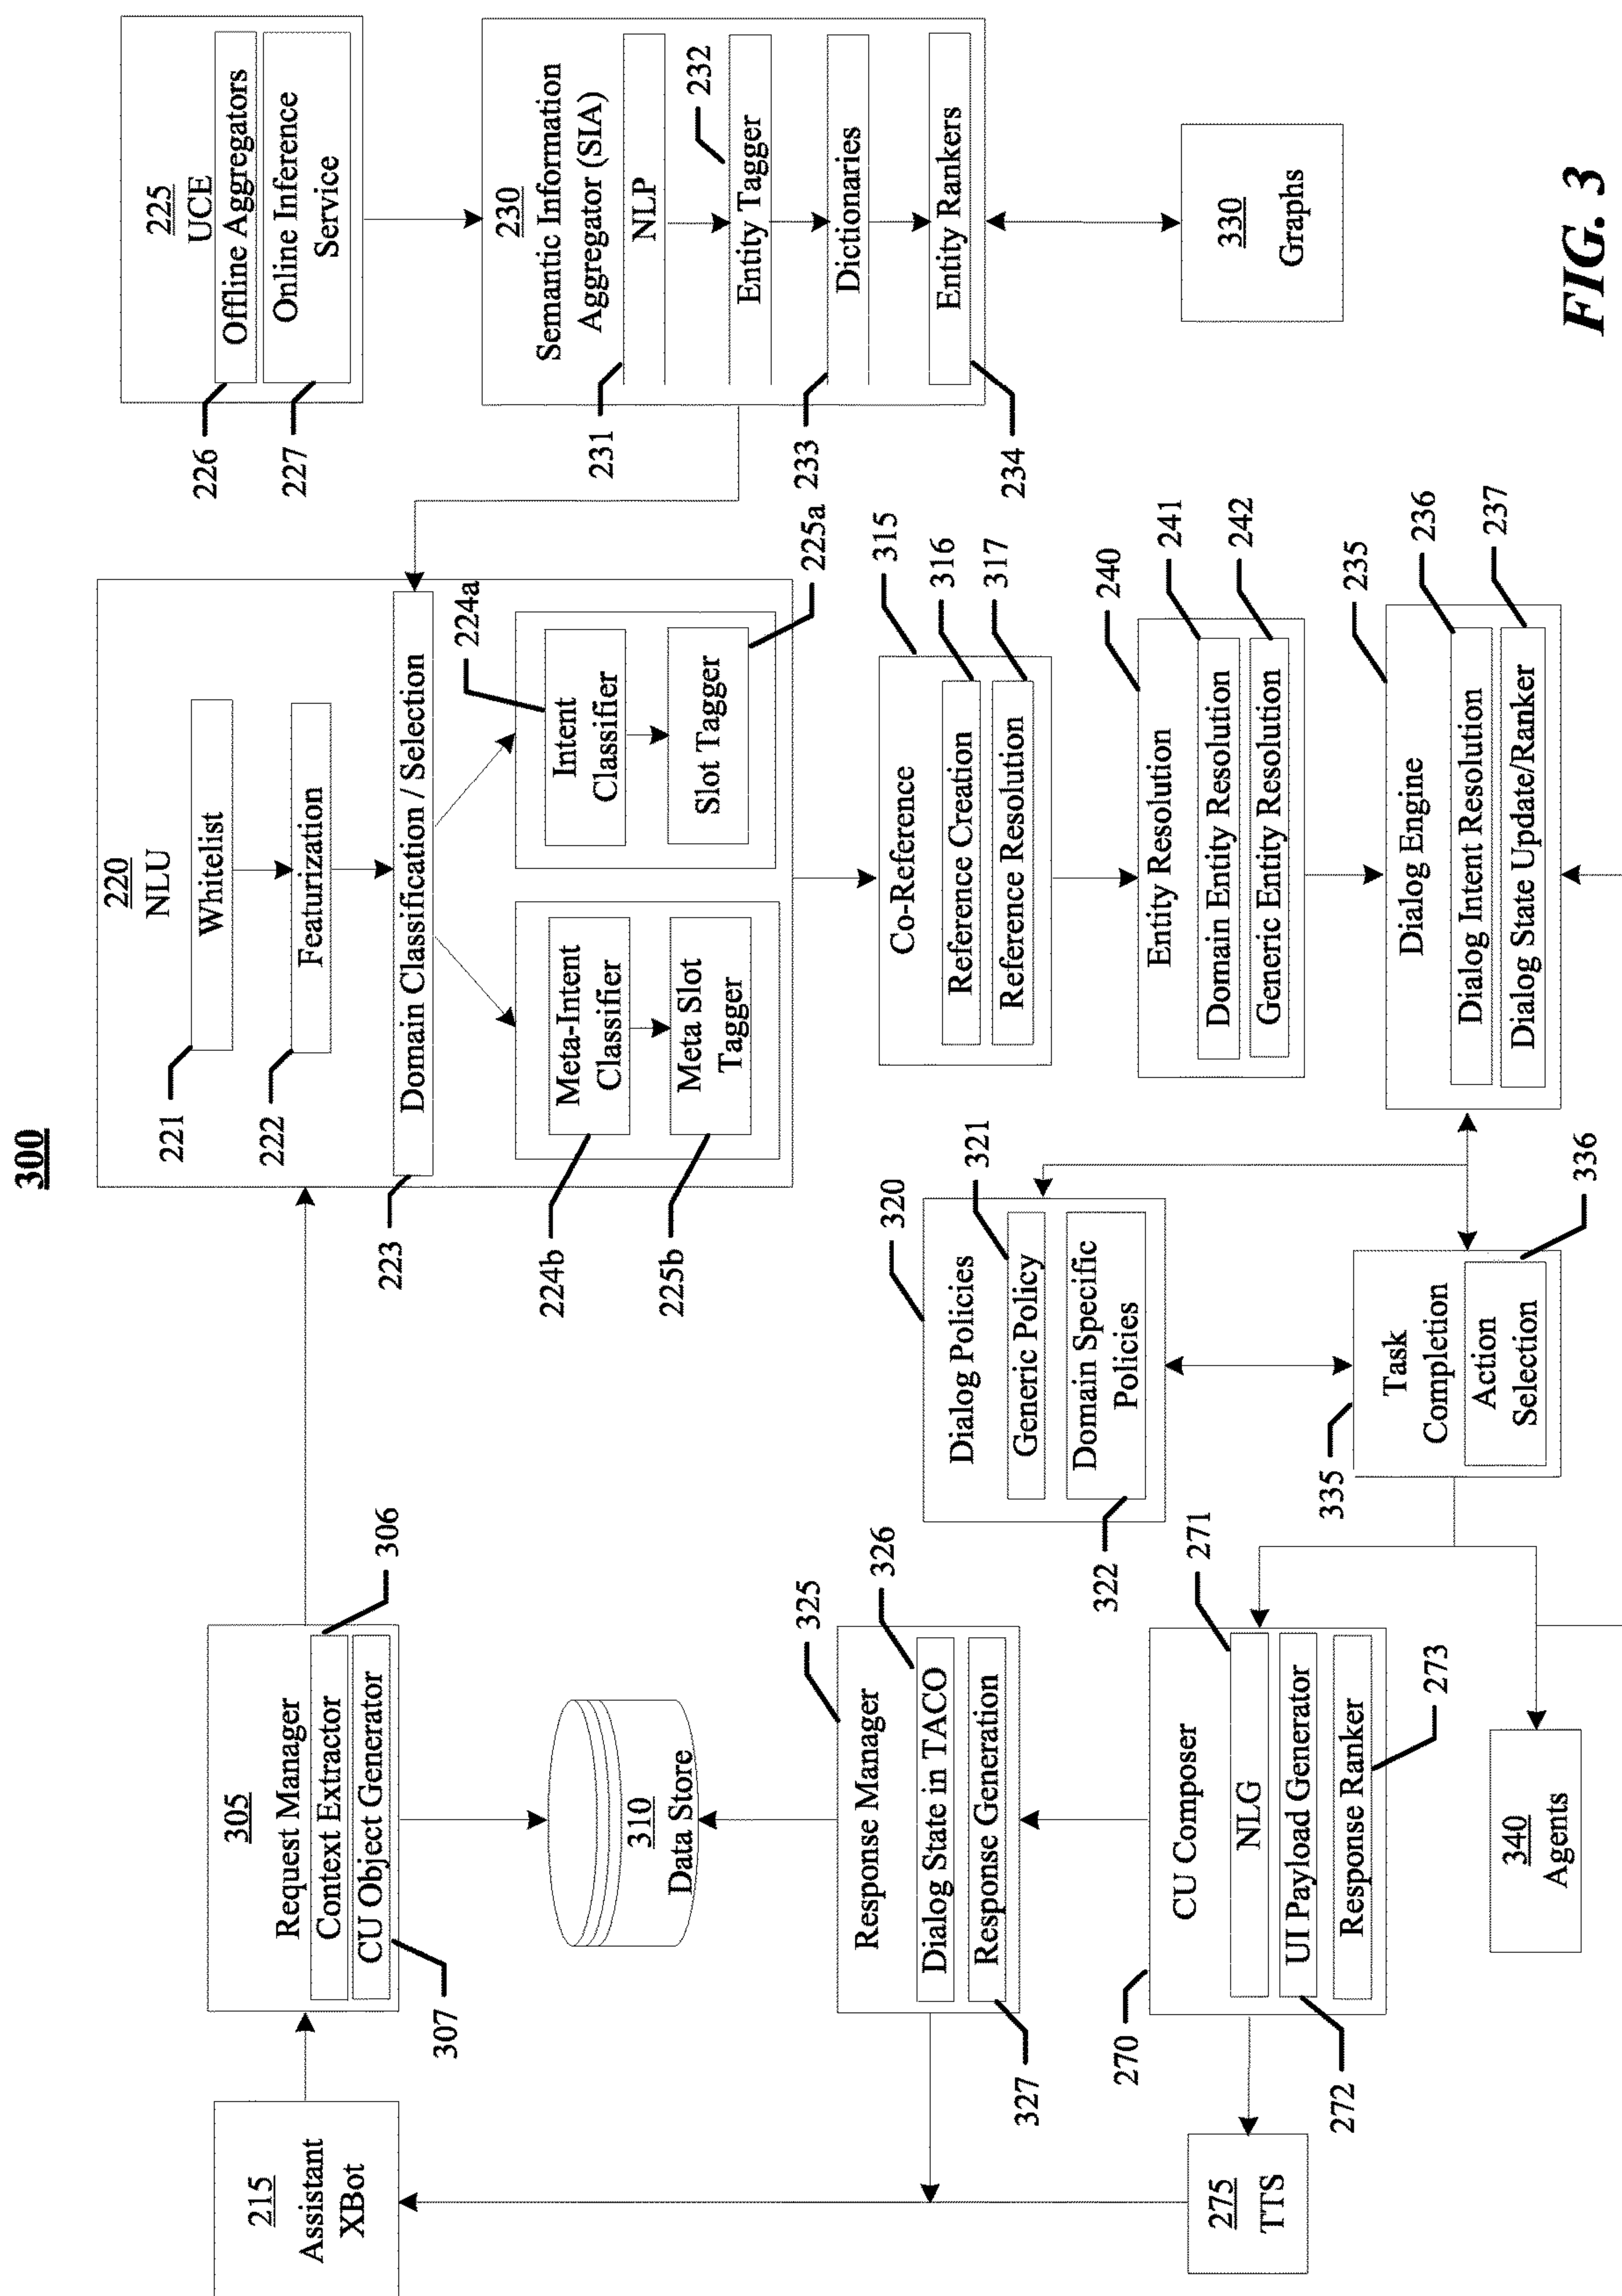 300
215
Assistant
XBot
305
Request Manager
Context Extractor
CU Object Generator
306
307
310
Data Store
220
NLU
Whitelist
221
Featurization
222
Domain Classification / Selection
223
Meta-Intent
Classifier
224b
Meta Slot
Tagger
225b
Intent
Classifier
224a
Slot Tagger
225a
225
UCE
Offline Aggregators
226
Online Inference
Service
227
230
Semantic Information
Aggregator (SIA)
NLP
231
Entity Tagger
232
Dictionaries
233
Entity Rankers
234
330
Graphs
Co-Reference
315
Reference Creation
316
Reference Resolution
317
Entity Resolution
240
Domain Entity Resolution
241
Generic Entity Resolution
242
Dialog Engine
235
Dialog Intent Resolution
236
Dialog State Update/Ranker
237
Dialog Policies
320
Generic Policy
321
Domain Specific
Policies
322
Task
Completion
335
Action
Selection
336
Response Manager
325
Dialog State in TACO
326
Response Generation
327
CU Composer
270
NLG
271
UI Payload Generator
272
Response Ranker
273
275
TTS
340
Agents
FIG. 3